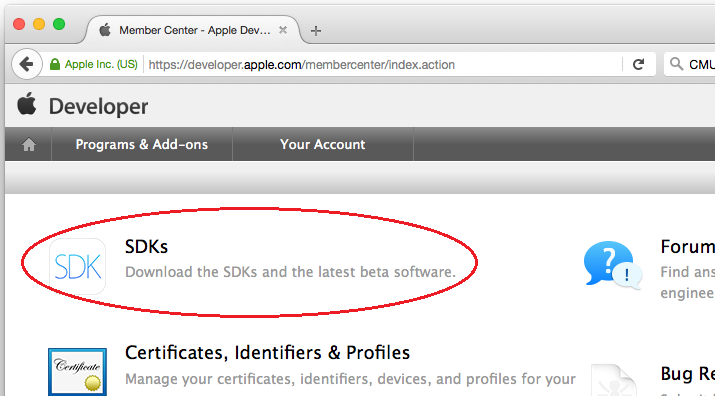 Member Center - Apple Dev...
Apple Inc. (US) https://developer.apple.com/membercenter/index.action
CMU
Developer
Programs & Add-ons
Your Account
SDK
SDKs
Download the SDKs and the latest beta software.
Forum
Find ans
engineer
Certificate
Certificates, Identifiers & Profiles
Manage your certificates, identifiers, devices, and profiles for your
Bug Re